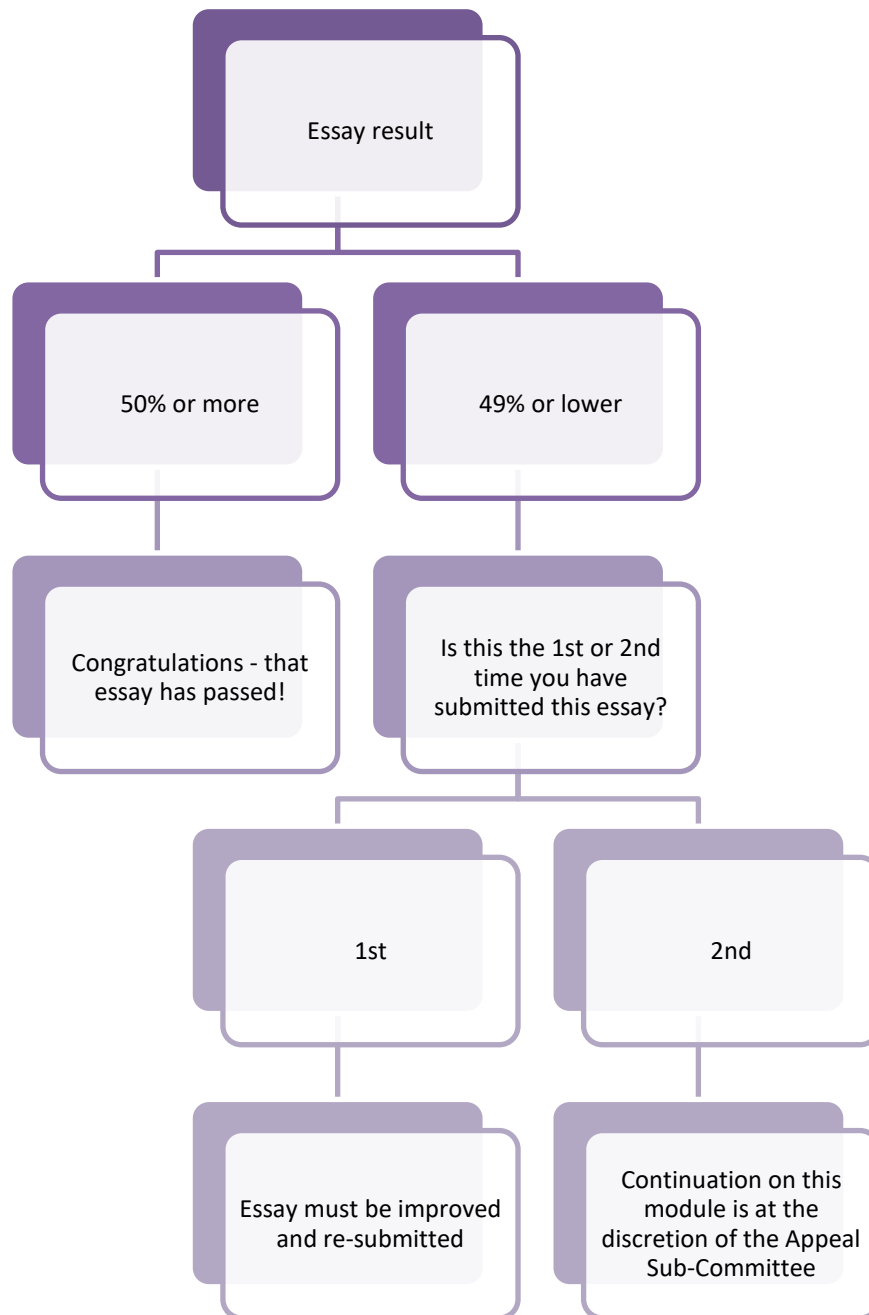 Essay result
50% or more
49% or lower
Congratulations - that
essay has passed!
Is this the 1st or 2nd
time you have
submitted this essay?
1st
2nd
Essay must be improved
and re-submitted
Continuation on this
module is at the
discretion of the Appeal
Sub-Committee